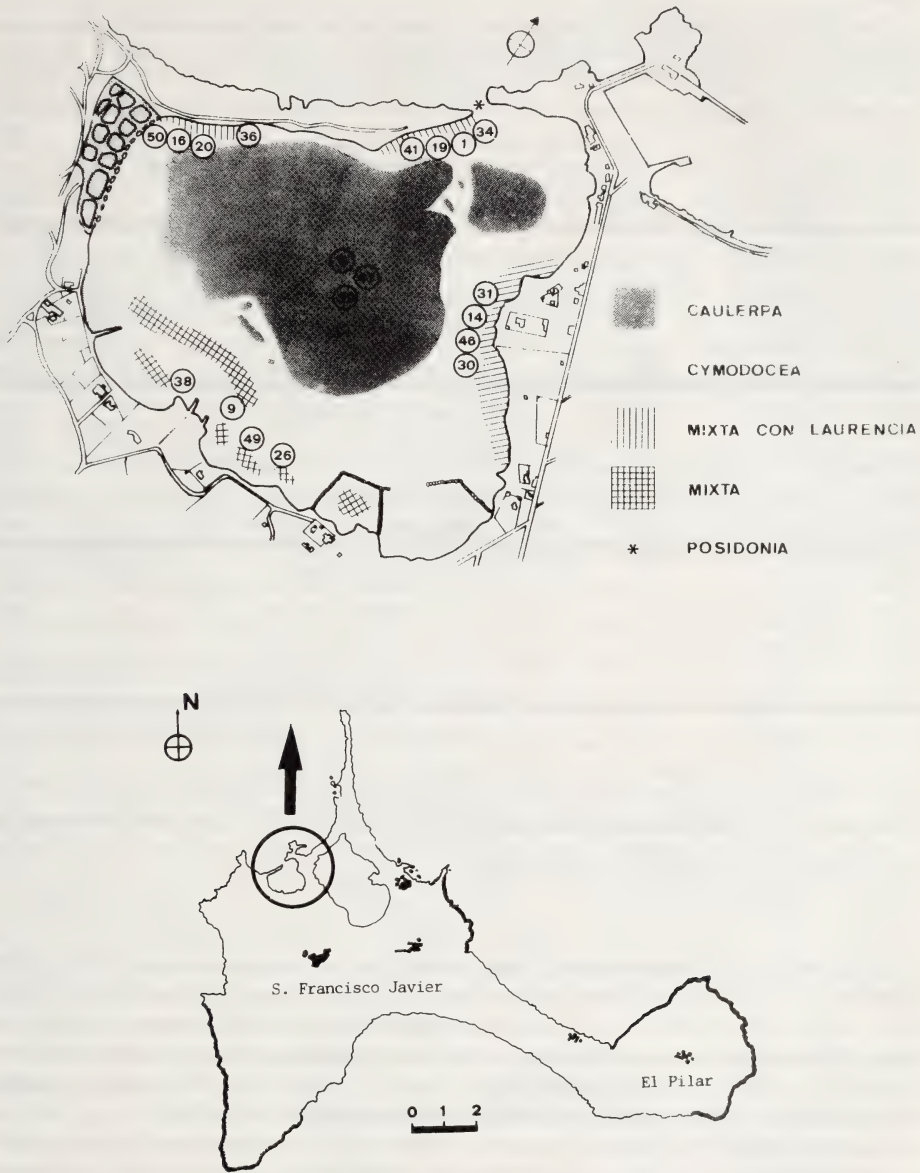 50 16 20 36
41 19 1 34
*
31
14
46
30
38
9
49
26
CAULERPA
CYMODOCEA
MIXTA CON LAURENCIA
MIXTA
* POSIDONIA
N
S. Francisco Javier
El Pilar
0 1 2